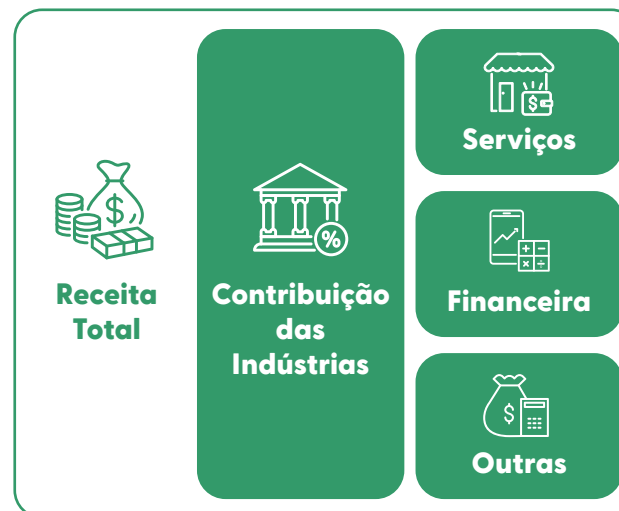 Receita
Total
Contribuição
das
Indústrias
Serviços
Financeira
Outras